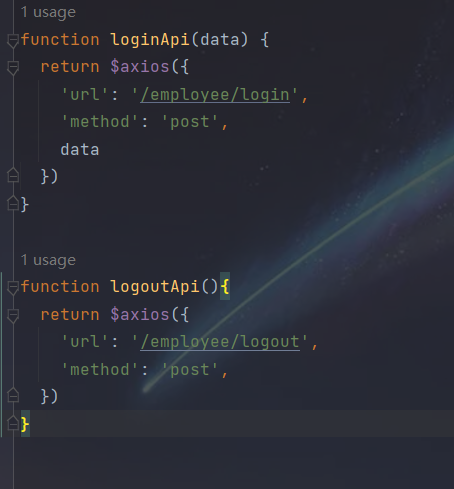 1 usage
function loginApi(data) {
  return $axios({
    'url': '/employee/login',
    'method': 'post',
    data
  })
}
1 usage
function logoutApi(){
  return $axios({
    'url': '/employee/logout',
    'method': 'post',
  })
}